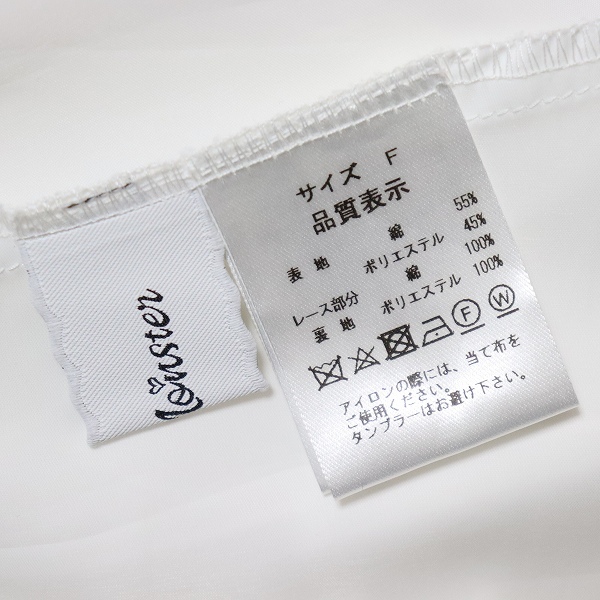 サイズ F
品質表示
表地 綿 55%
ポリエステル 45%
レース部分 綿 100%
裏地 ポリエステル 100%
F W
アイロンの際には、当て布を
ご使用ください。
タンブラーはお避け下さい。
Mönster